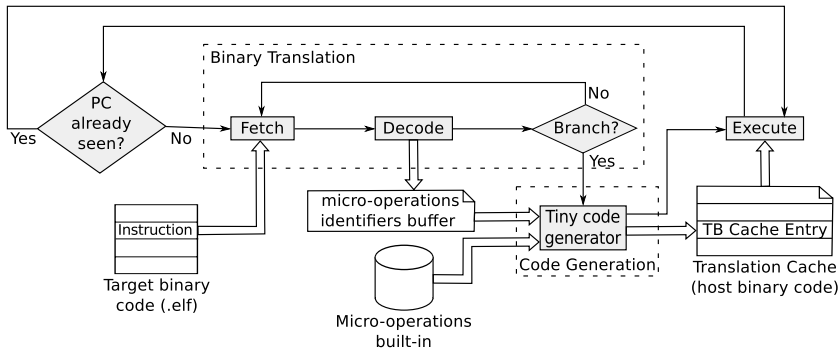 Binary Translation
PC
already
seen?
Yes
No
Fetch
Decode
Branch?
No
Yes
Execute
micro-operations
identifiers buffer
Tiny code
generator
Code Generation
Instruction
Target binary
code (.elf)
Micro-operations
built-in
TB Cache Entry
Translation Cache
(host binary code)